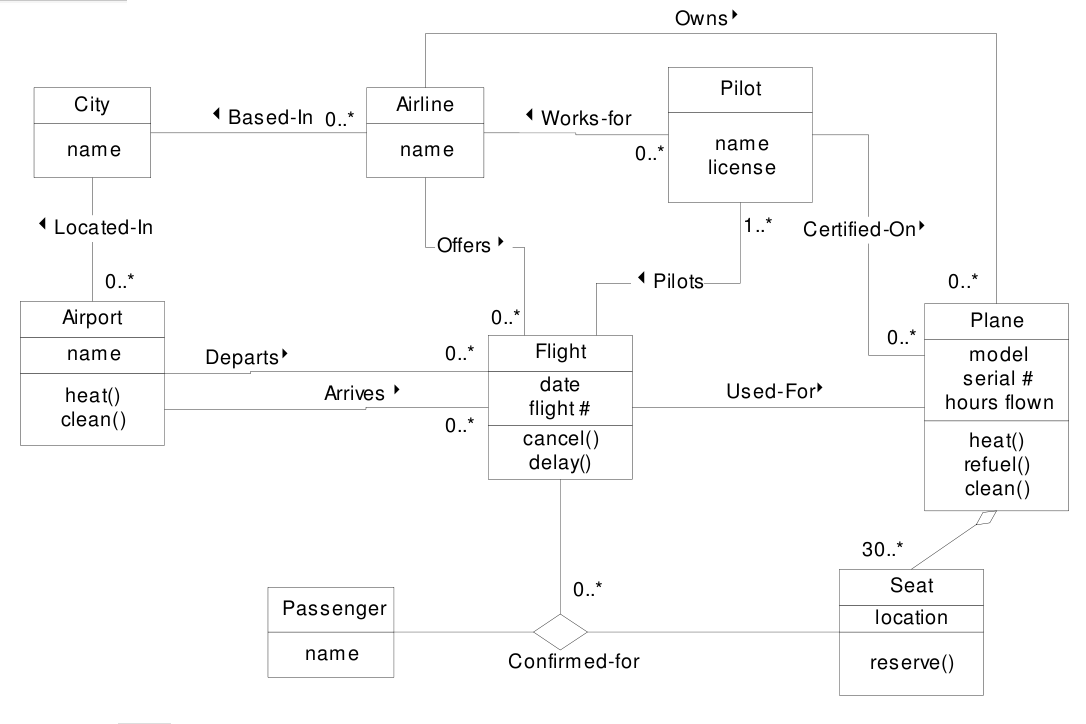 Owns
City
name
Based-In
0..*
Airline
name
Works-for
0..*
Pilot
name
license
Located-In
0..*
Offers
0..*
1..*
Pilots
Certified-On
0..*
0..*
Airport
name
heat()
clean()
Departs
0..*
Arrives
0..*
Flight
date
flight #
cancel()
delay()
Used-For
Plane
model
serial #
hours flown
heat()
refuel()
clean()
30..*
0..*
Passenger
name
Confirmed-for
Seat
location
reserve()